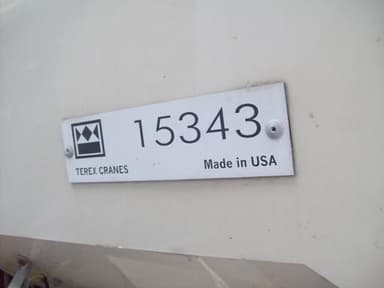 15343
TEREX CRANES
Made in USA